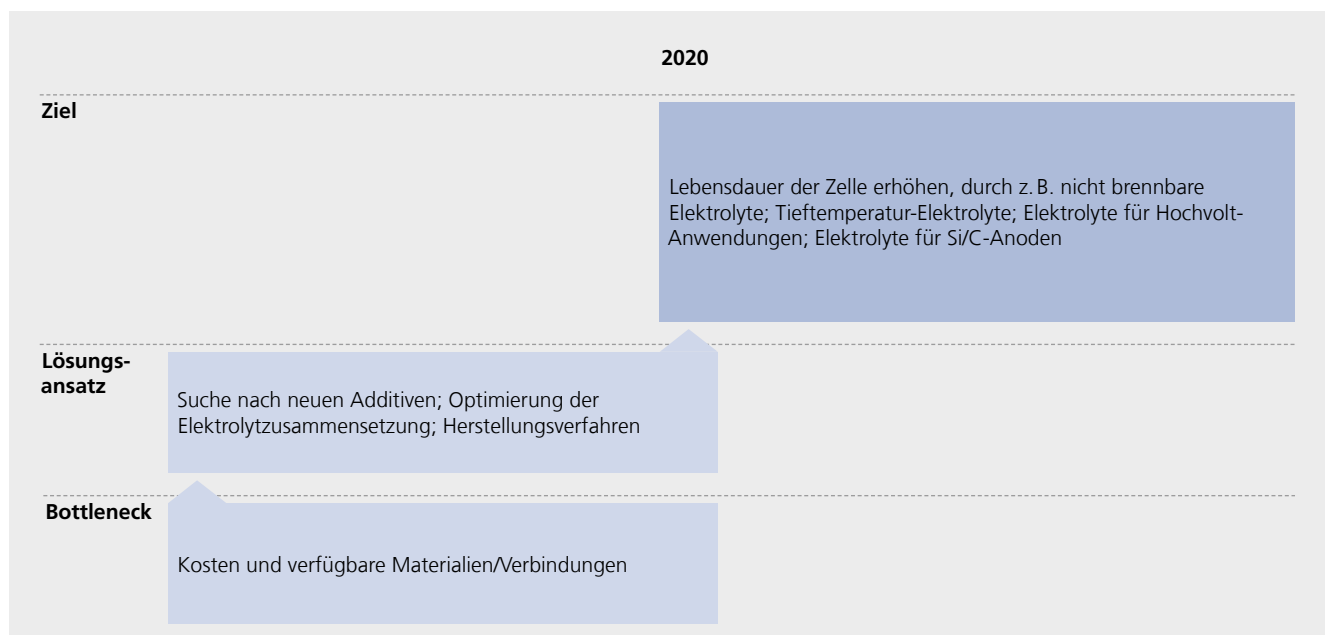 2020
Ziel
Lebensdauer der Zelle erhöhen, durch z. B. nicht brennbare
Elektrolyte; Tieftemperatur-Elektrolyte; Elektrolyte für Hochvolt-
Anwendungen; Elektrolyte für Si/C-Anoden
Lösungs-
ansatz
Suche nach neuen Additiven; Optimierung der
Elektrolytzusammensetzung; Herstellungsverfahren
Bottleneck
Kosten und verfügbare Materialien/Verbindungen